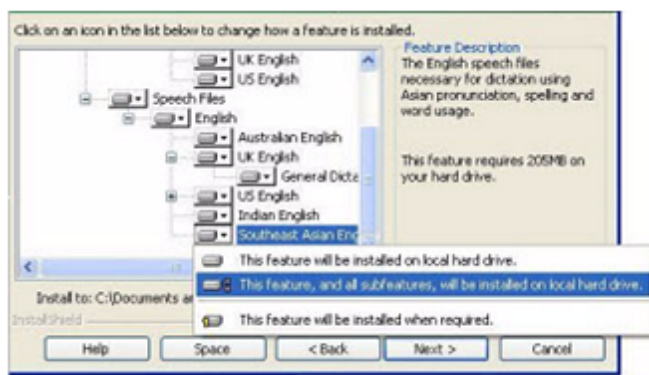 Click on an icon in the list below to change how a feature is installed.
UK English
US English
Speech Files
English
Australian English
UK English
General Dicta
US English
Indian English
Southeast Asian Eng
Feature Description
The English speech files
necessary for dictation using
Asian pronunciation, spelling and
word usage.
This feature requires 205MB on
your hard drive.
This feature will be installed on local hard drive.
This feature, and all subfeatures, will be installed on local hard drive.
This feature will be installed when required.
Install to: C:\Documents an
InstallShield
Help
Space
< Back
Next >
Cancel